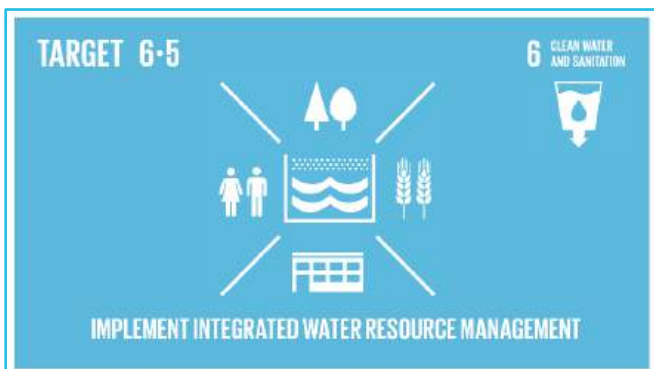 TARGET 6·5
6 CLEAN WATER
AND SANITATION
IMPLEMENT INTEGRATED WATER RESOURCE MANAGEMENT